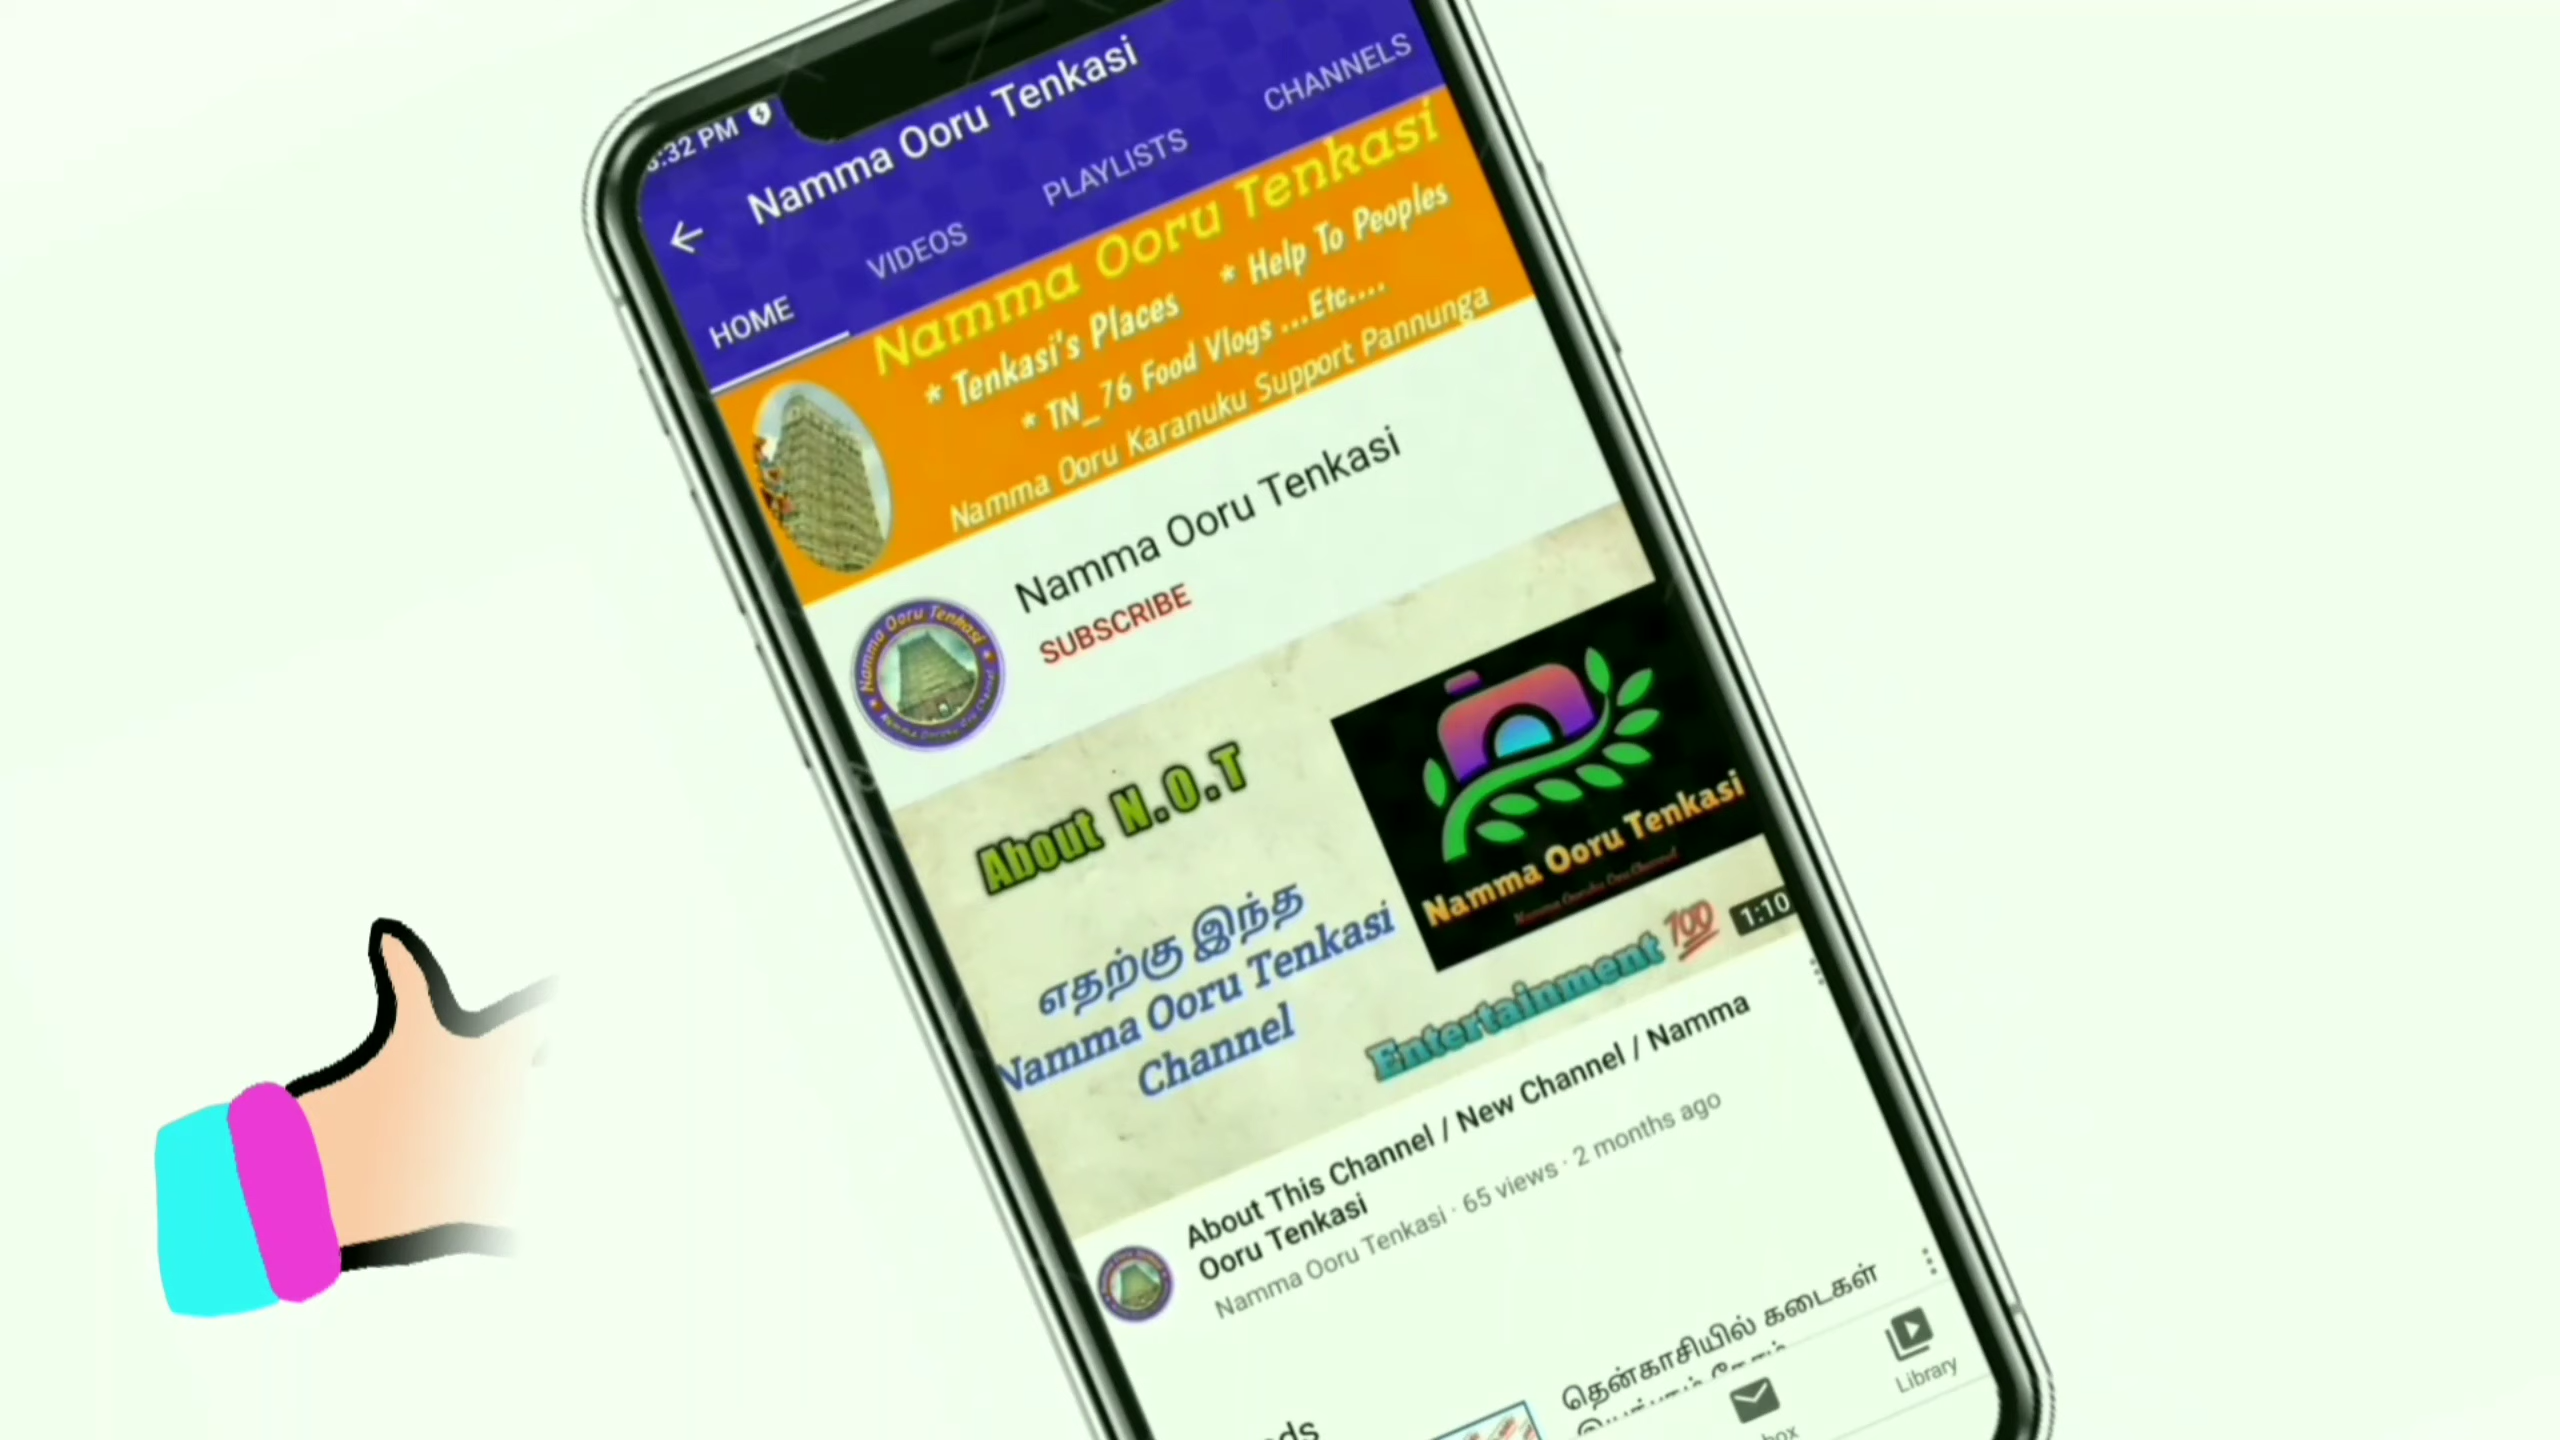 :32 PM
Namma Ooru Tenkasi
HOME
VIDEOS
PLAYLISTS
CHANNELS
Namma Ooru Tenkasi
* Tenkasi's Places
* Help To Peoples
* TN_76 Food Vlogs ...Etc....
Namma Ooru Karanuku Support Pannunga
Namma Ooru Tenkasi
SUBSCRIBE
Namma Ooru Tenkasi
About N.O.T
எதற்கு இந்த
Namma Ooru Tenkasi
Channel
Namma Ooru Tenkasi
Entertainment 💯
1:10
About This Channel / New Channel / Namma
Ooru Tenkasi
Namma Ooru Tenkasi · 65 views · 2 months ago
தென்காசியில் கடைகள்
Library